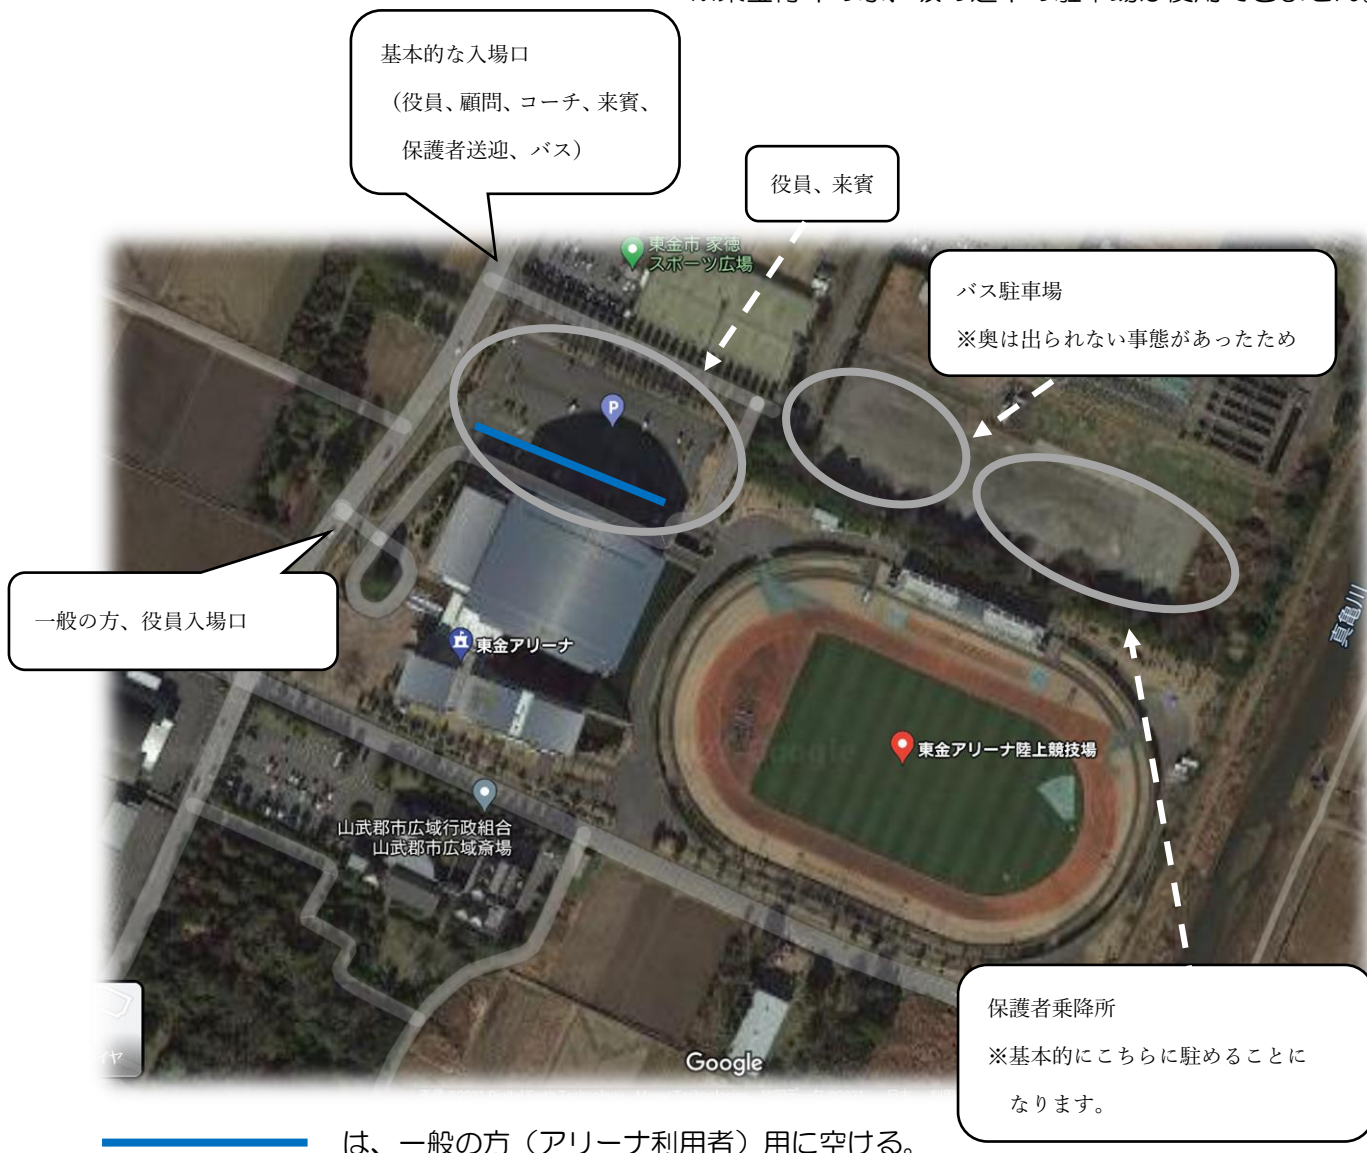 基本的な入場口
（役員、顧問、コーチ、来賓、
保護者送迎、バス）
役員、来賓
東金市 家徳
スポーツ広場
バス駐車場
※奥は出られない事態があったため
P
一般の方、役員入場口
東金アリーナ
真亀川
東金アリーナ陸上競技場
山武郡市広域行政組合
山武郡市広域斎場
Google
保護者乗降所
※基本的にこちらに駐めることに
なります。
は、一般の方（アリーナ利用者）用に空ける。